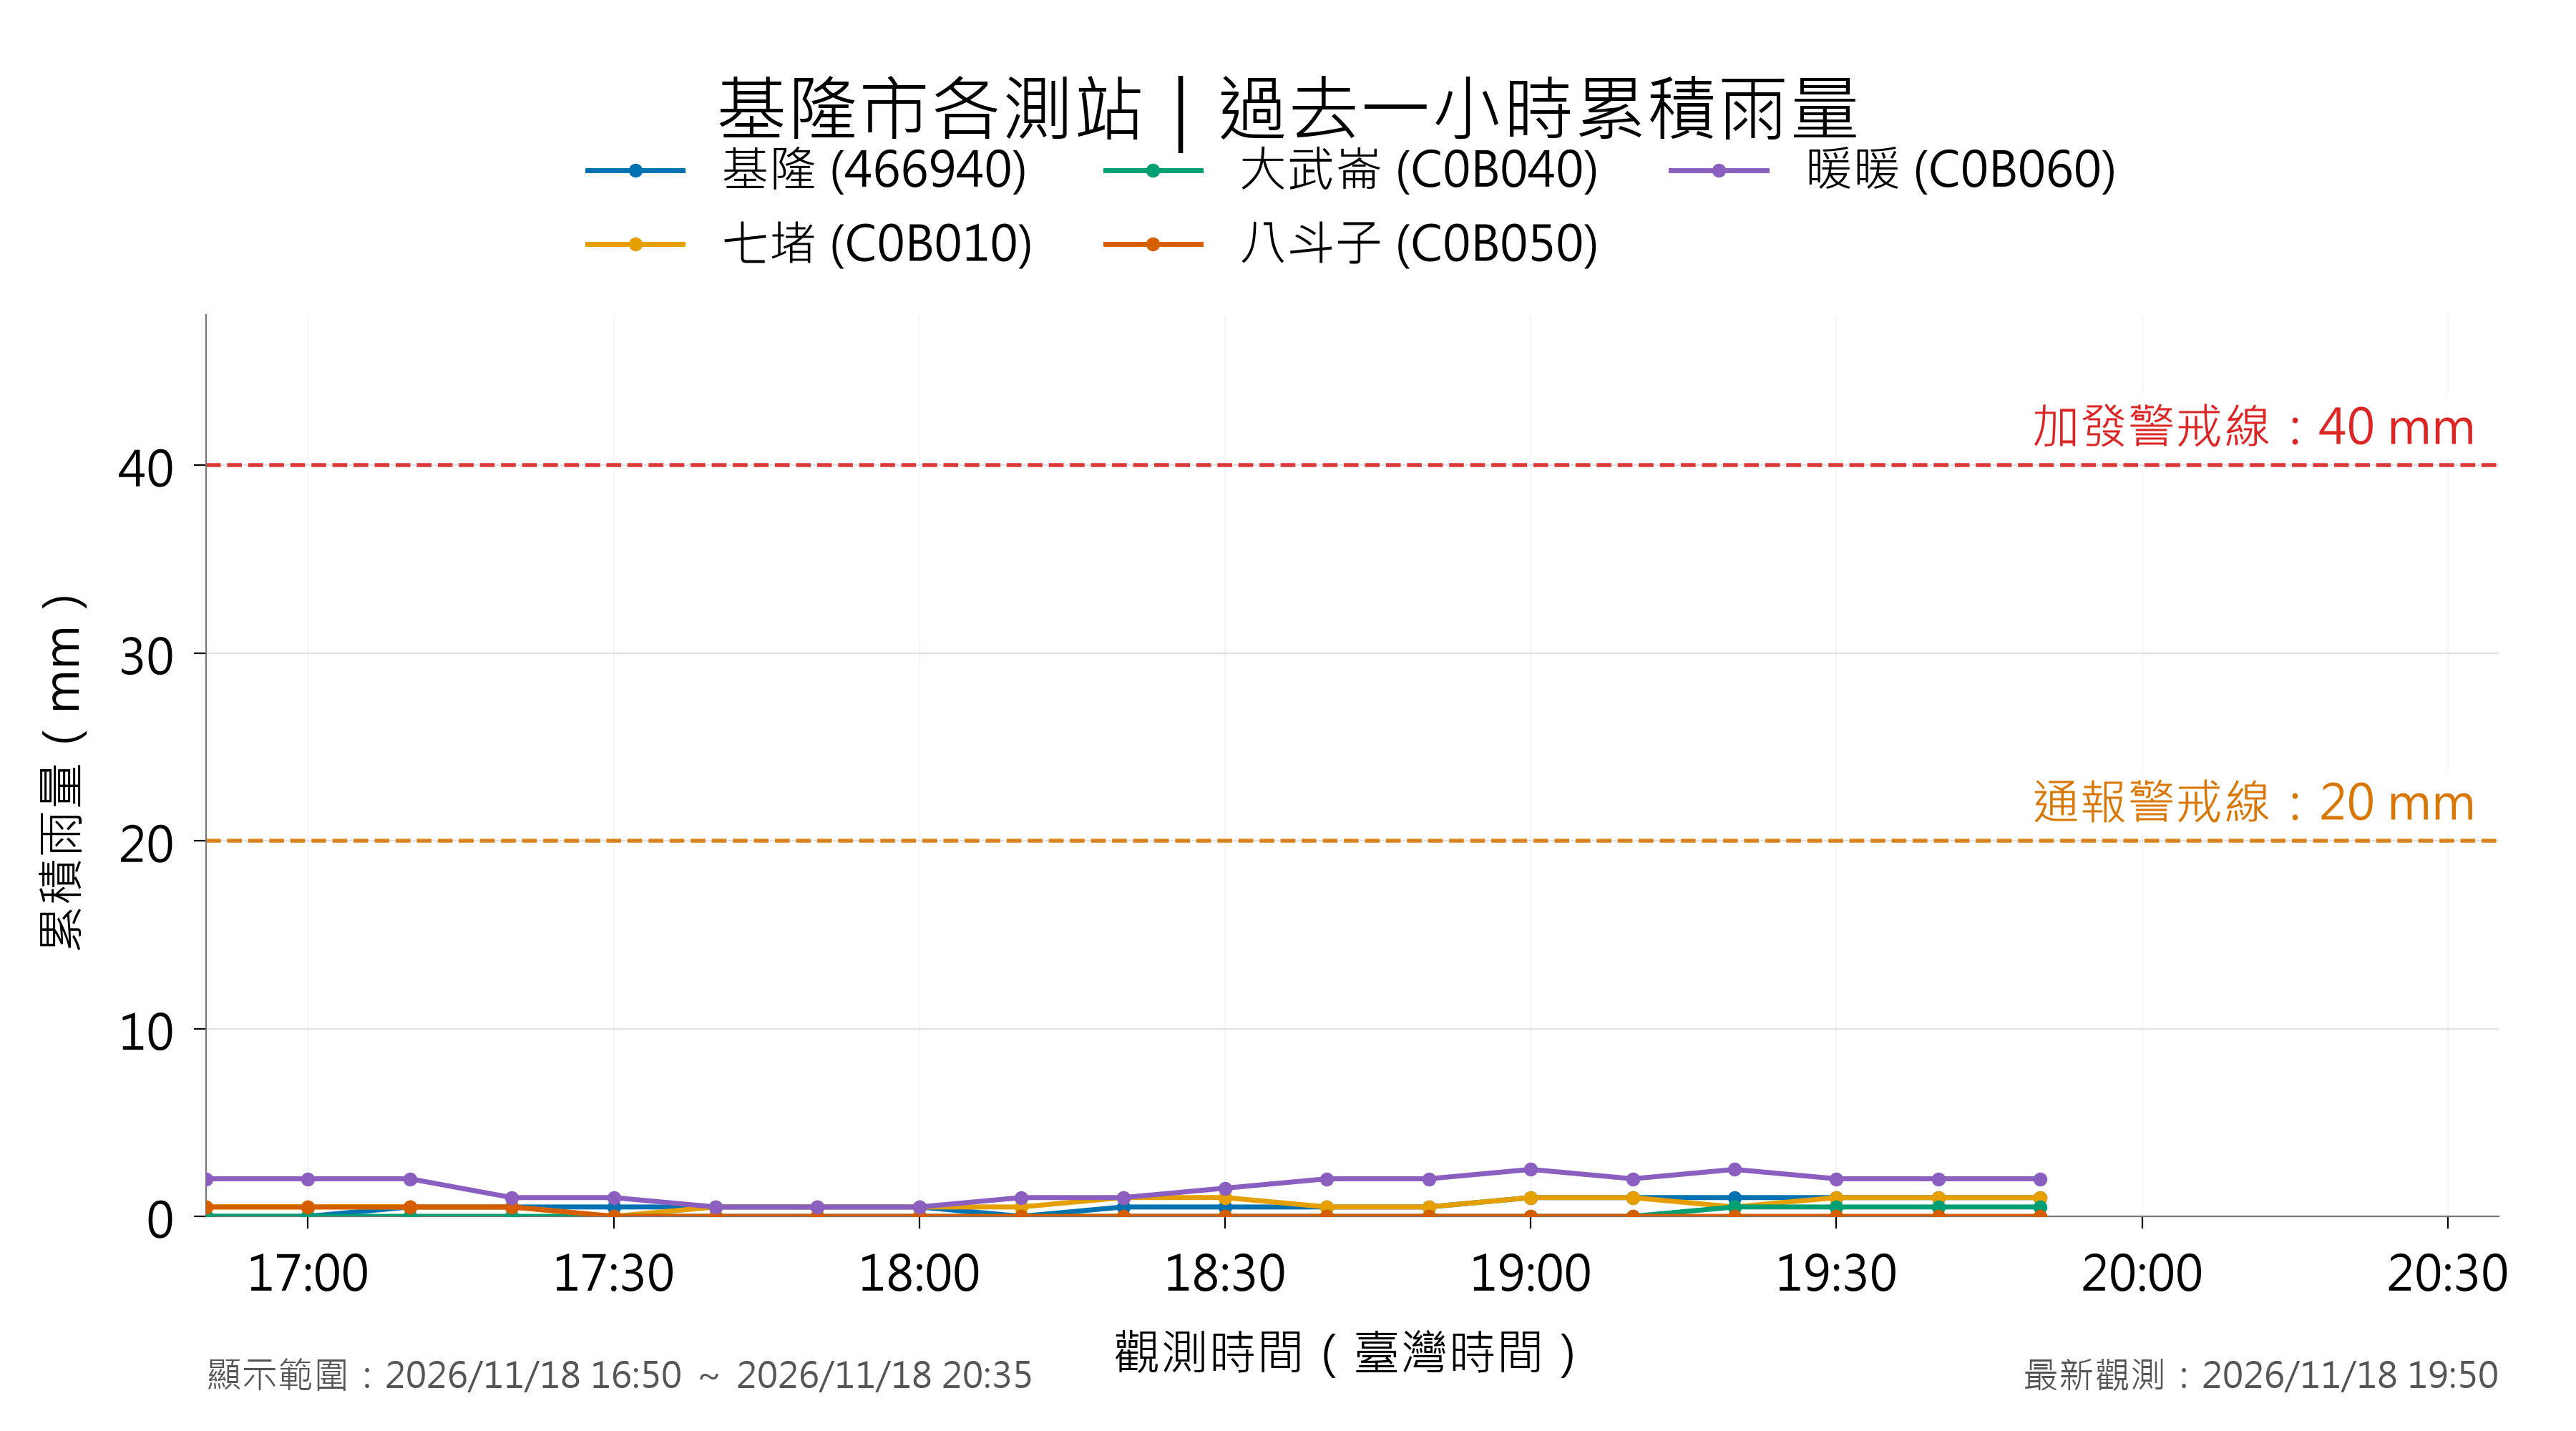 基隆市各測站｜過去一小時累積雨量
基隆 (466940)
大武崙 (C0B040)
暖暖 (C0B060)
七堵 (C0B010)
八斗子 (C0B050)
加發警戒線：40 mm
通報警戒線：20 mm
累積雨量（mm）
40
30
20
10
0
17:00
17:30
18:00
18:30
19:00
19:30
20:00
20:30
觀測時間（臺灣時間）
顯示範圍：2026/11/18 16:50 ~ 2026/11/18 20:35
最新觀測：2026/11/18 19:50